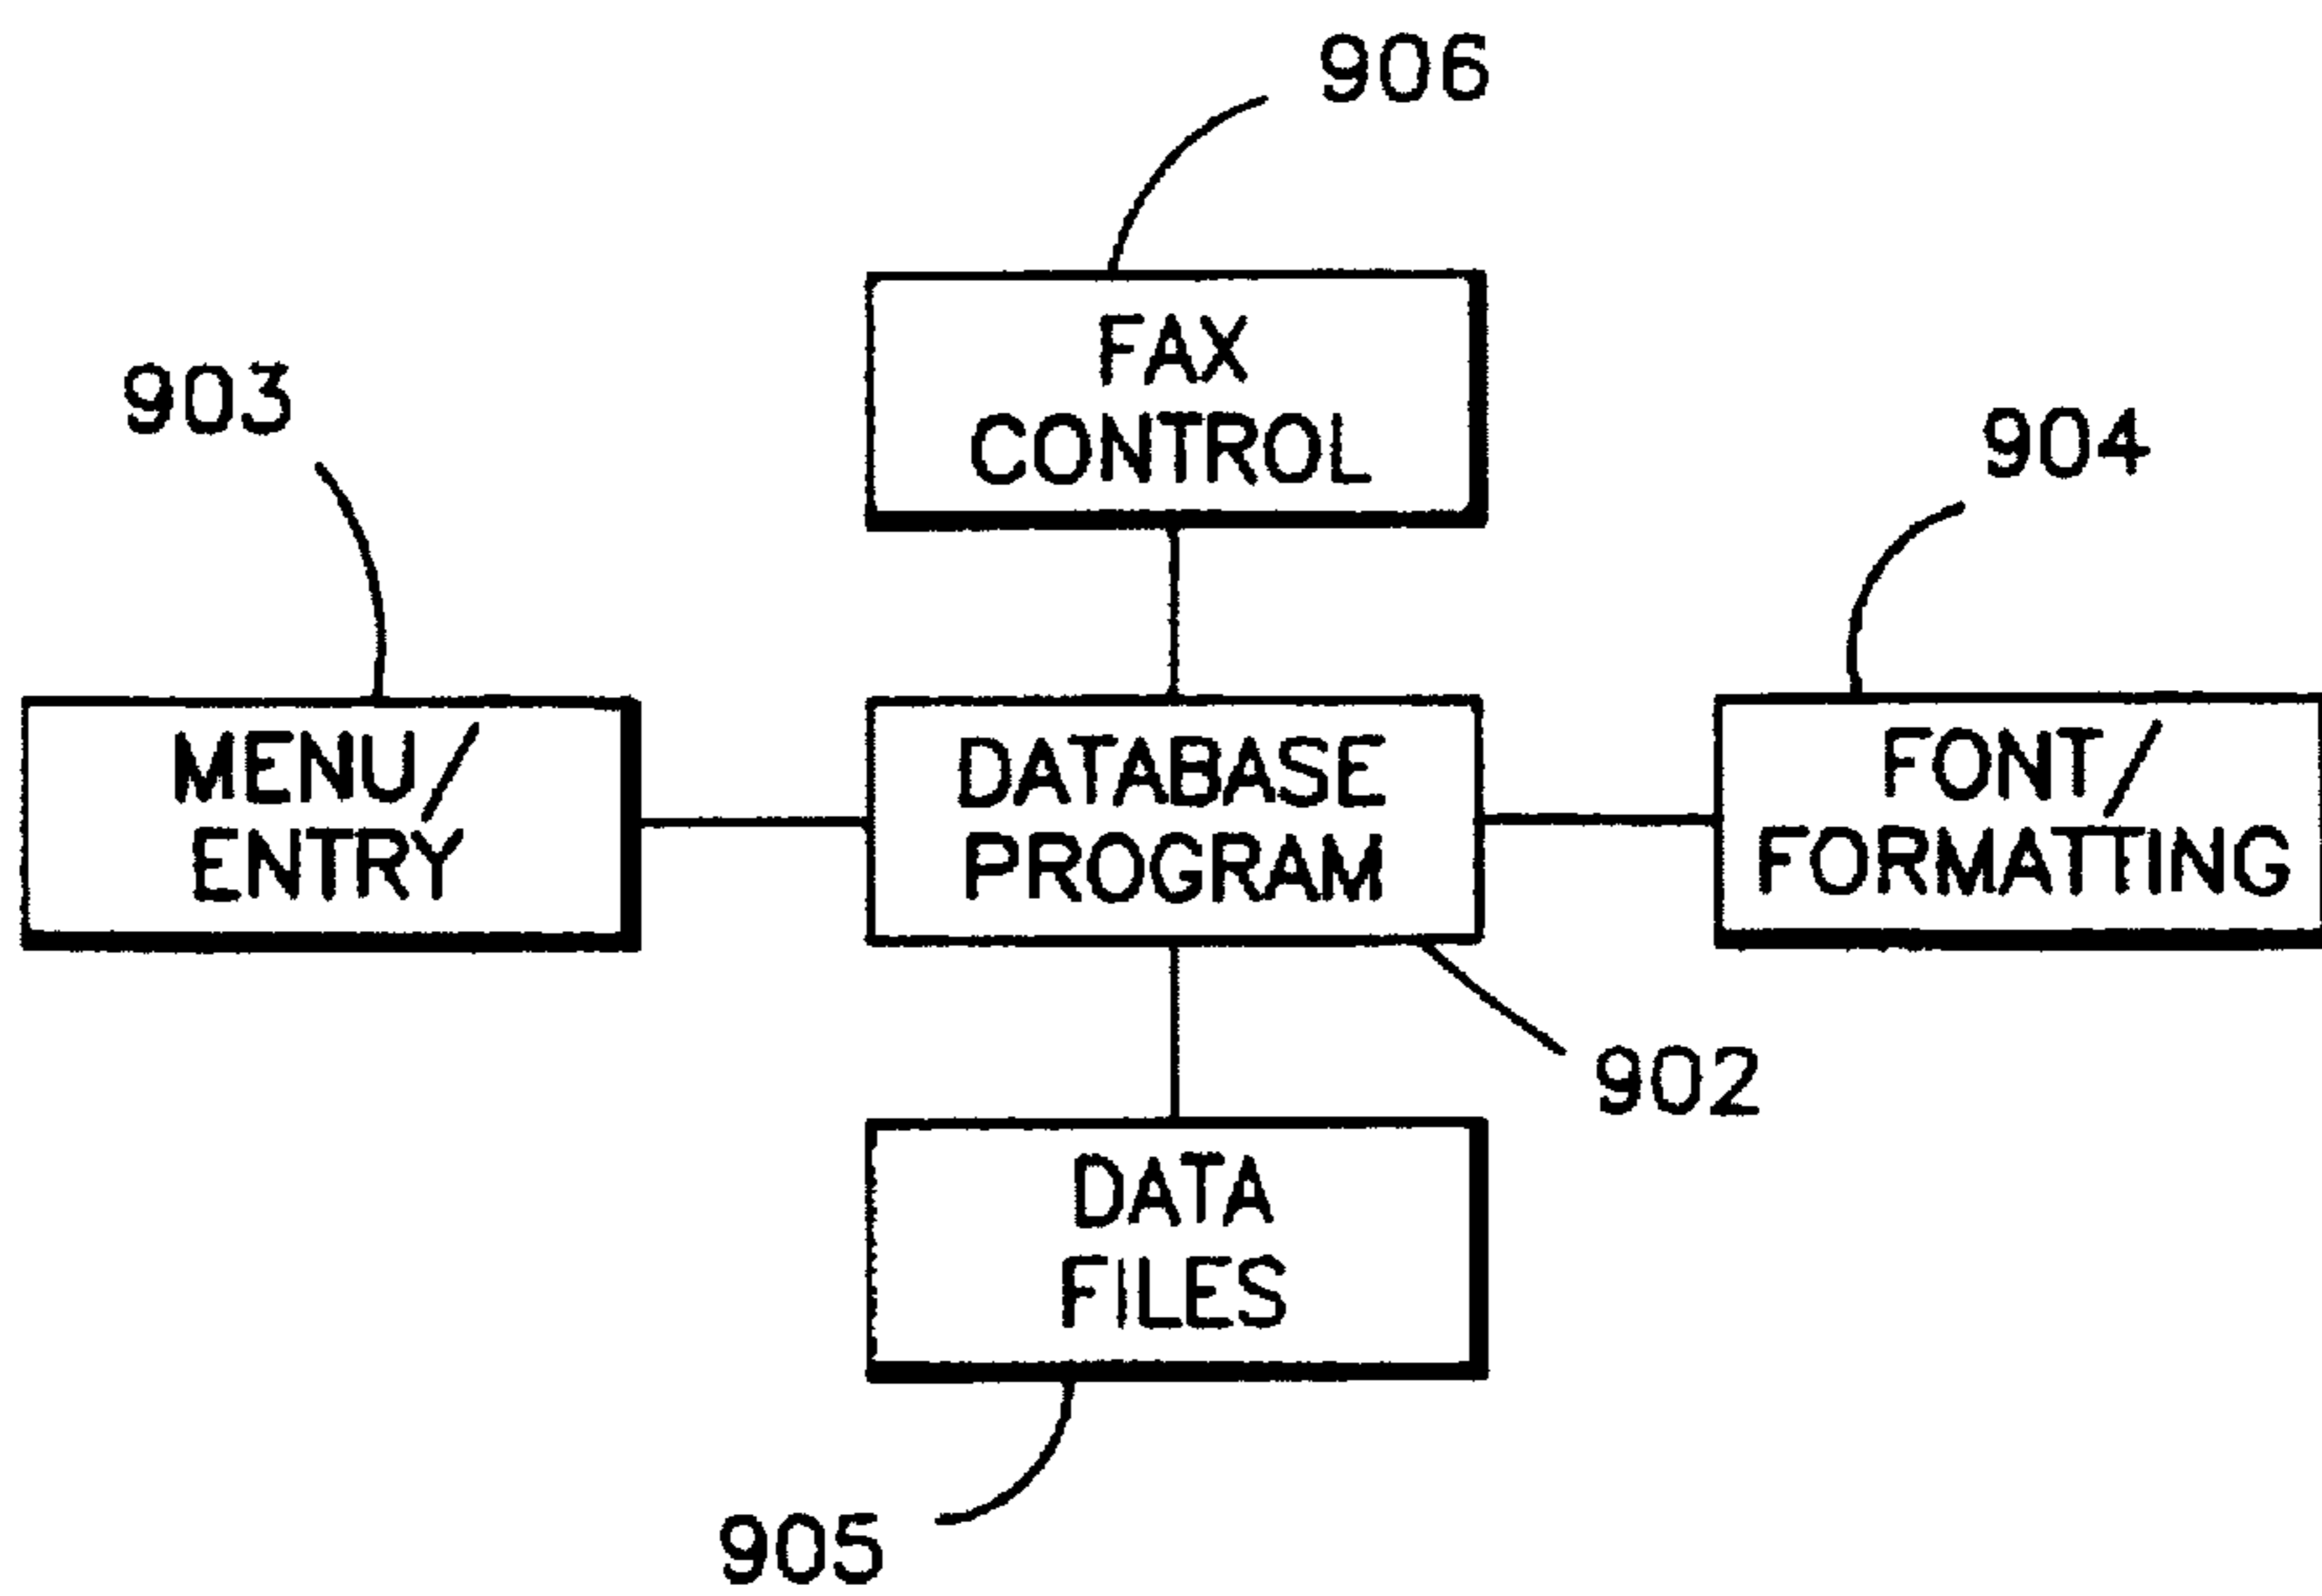 906
FAX
CONTROL
903
904
MENU/
ENTRY
DATABASE
PROGRAM
FONT/
FORMATTING
902
DATA
FILES
905